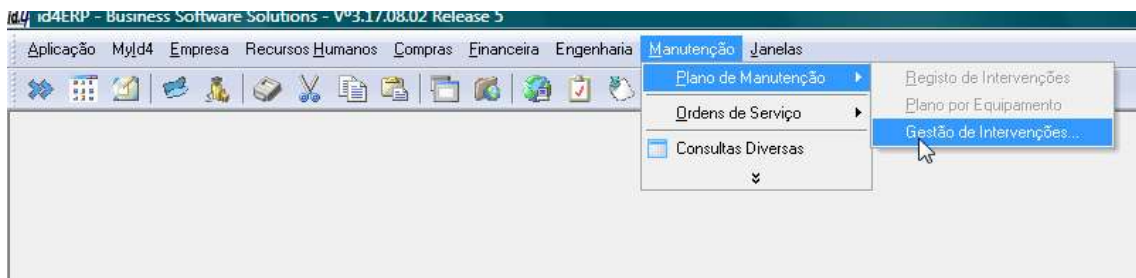 id4ERP - Business Software Solutions - Vº3.17.08.02 Release 5
Aplicação MyId4 Empresa Recursos Humanos Compras Financeira Engenharia Manutenção Janelas
Plano de Manutenção
Ordens de Serviço
Consultas Diversas
Registo de Intervenções
Plano por Equipamento
Gestão de Intervenções...